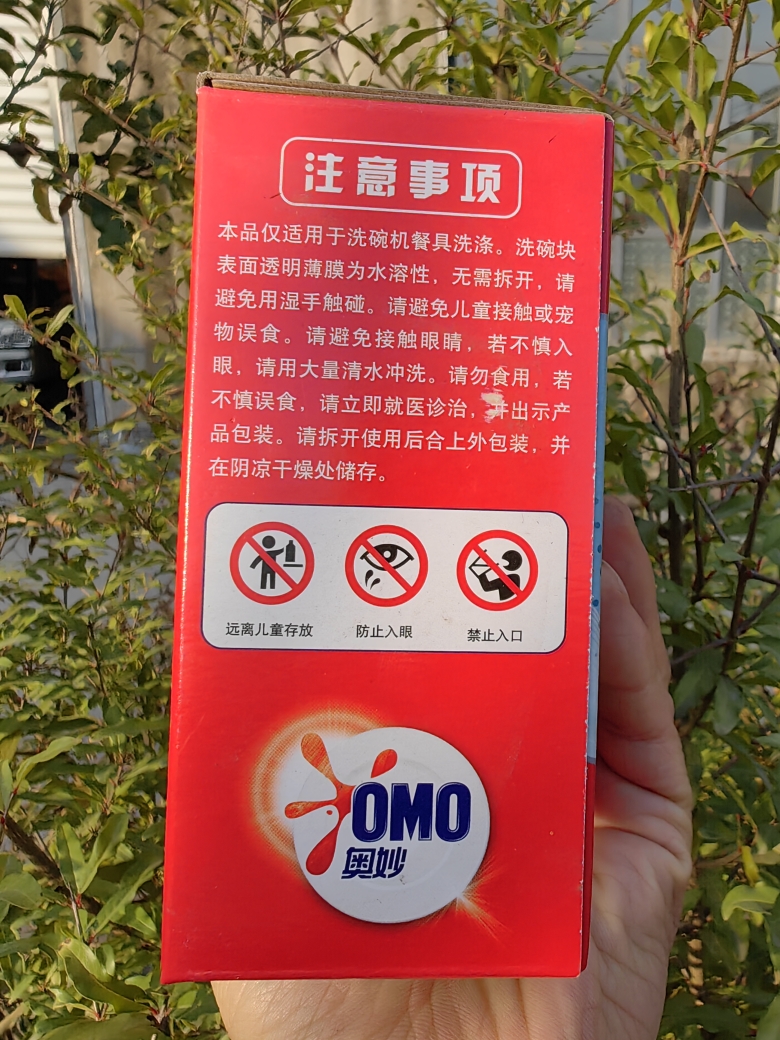 注意事项
本品仅适用于洗碗机餐具洗涤。洗碗块
表面透明薄膜为水溶性，无需拆开，请
避免用湿手触碰。请避免儿童接触或宠
物误食。请避免接触眼睛，若不慎入
眼，请用大量清水冲洗。请勿食用，若
不慎误食，请立即就医诊治，并出示产
品包装。请拆开使用后合上外包装，并
在阴凉干燥处储存。
远离儿童存放 防止入眼 禁止入口
OMO
奥妙